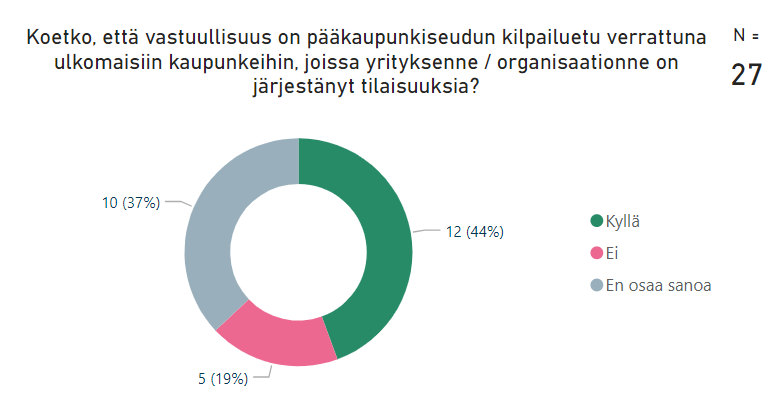 Koetko, että vastuullisuus on pääkaupunkiseudun kilpailuetu verrattuna
ulkomaisiin kaupunkeihin, joissa yrityksenne / organisaationne on
järjestänyt tilaisuuksia?
N =
27
10 (37%)
12 (44%)
5 (19%)
Kyllä
Ei
En osaa sanoa